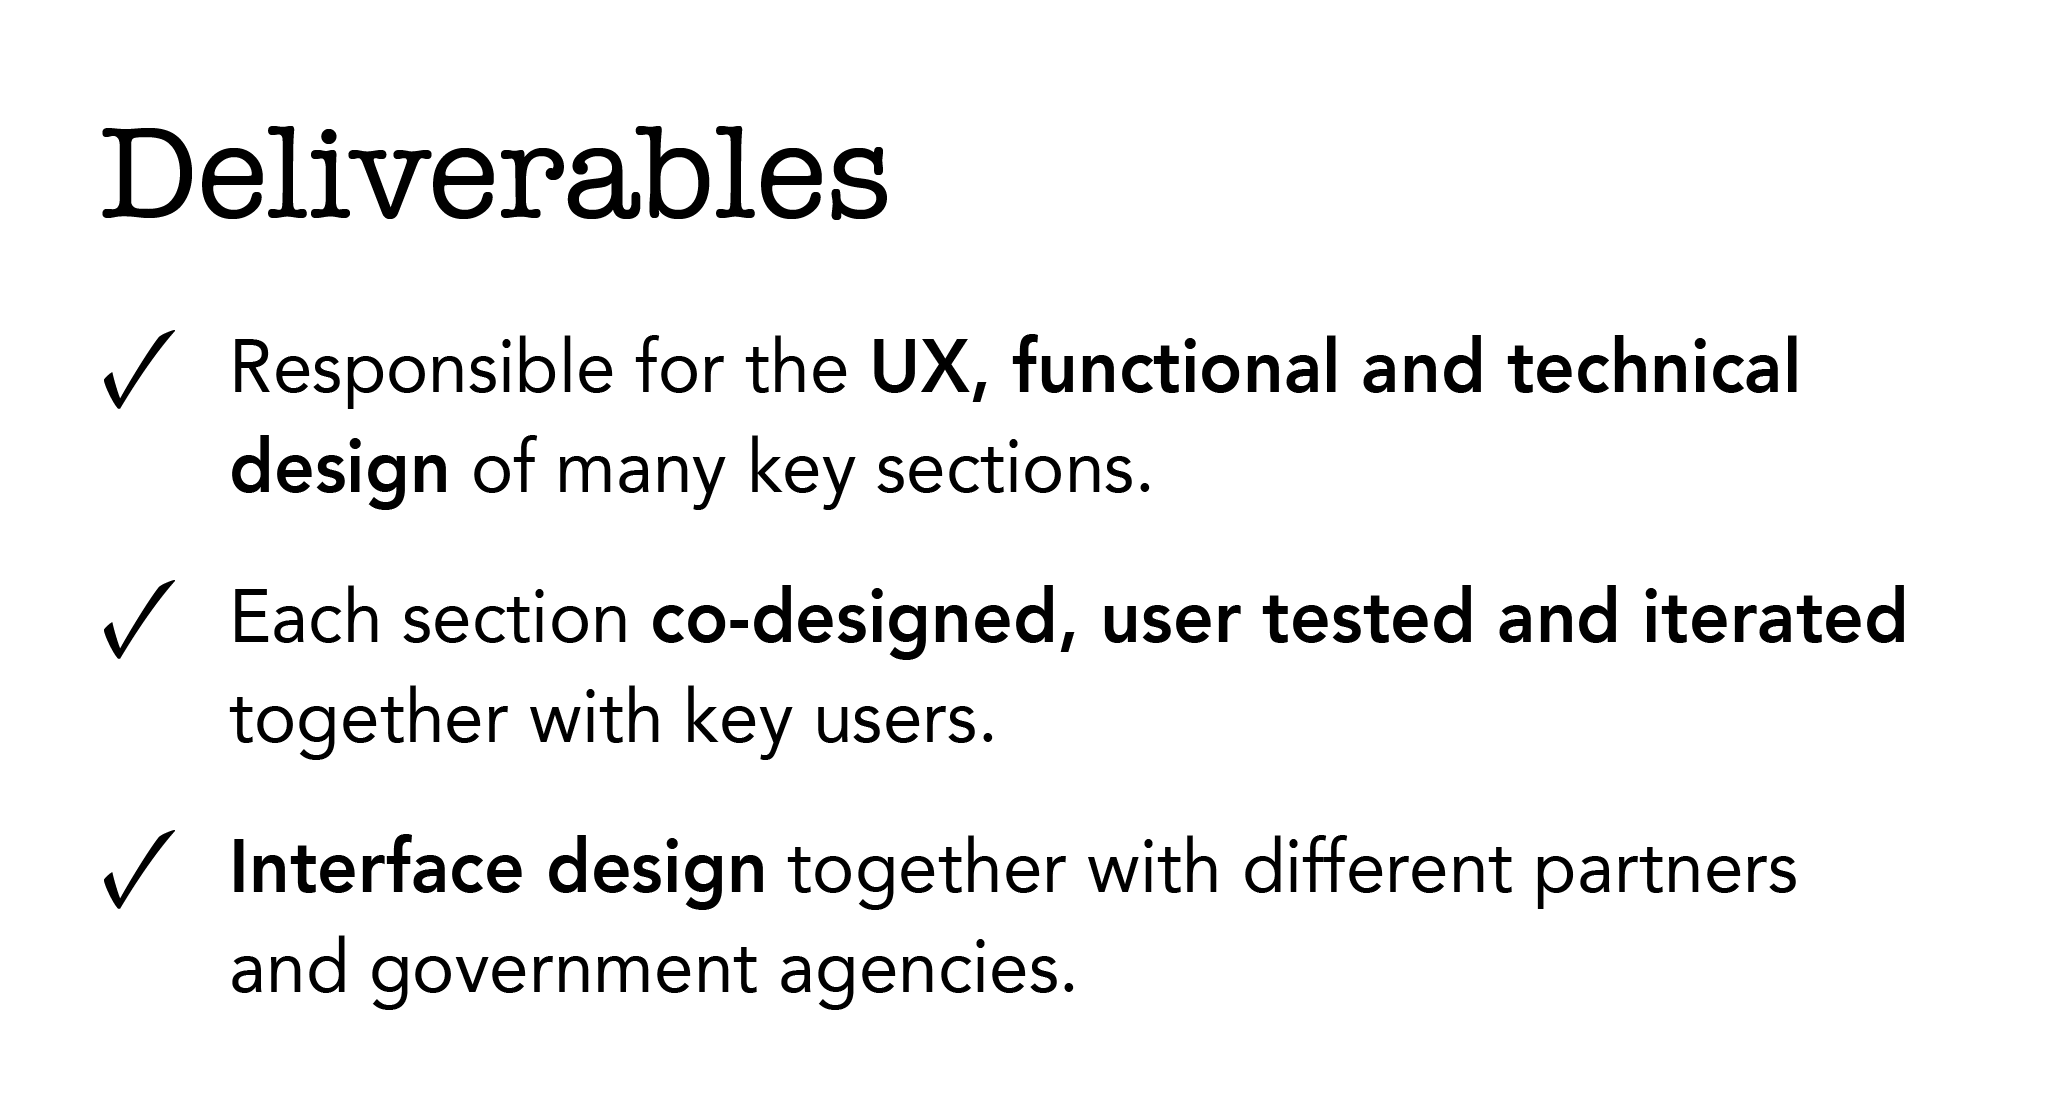 Deliverables
✓ Responsible for the UX, functional and technical
design of many key sections.
✓ Each section co-designed, user tested and iterated
together with key users.
✓ Interface design together with different partners
and government agencies.